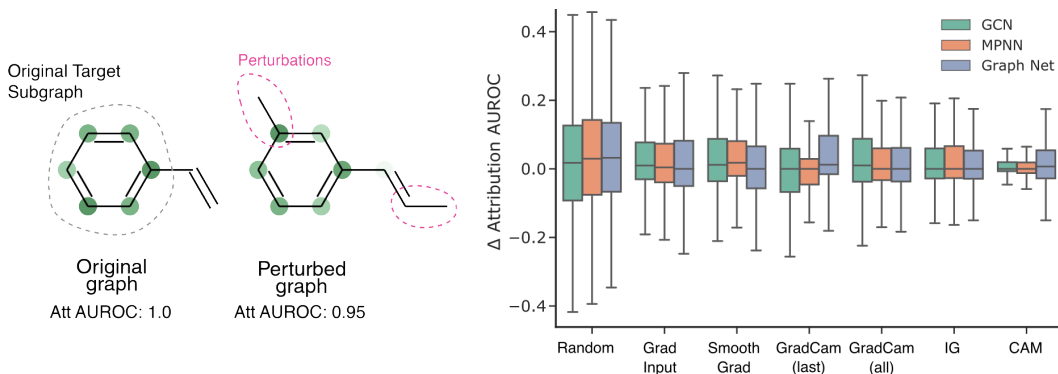 Original Target
Subgraph
Perturbations
Original
graph
Att AUROC: 1.0
Perturbed
graph
Att AUROC: 0.95
Δ Attribution AUROC
0.4
0.2
0.0
−0.2
−0.4
GCN
MPNN
Graph Net
Random
Grad
Input
Smooth
Grad
GradCam
(last)
GradCam
(all)
IG
CAM